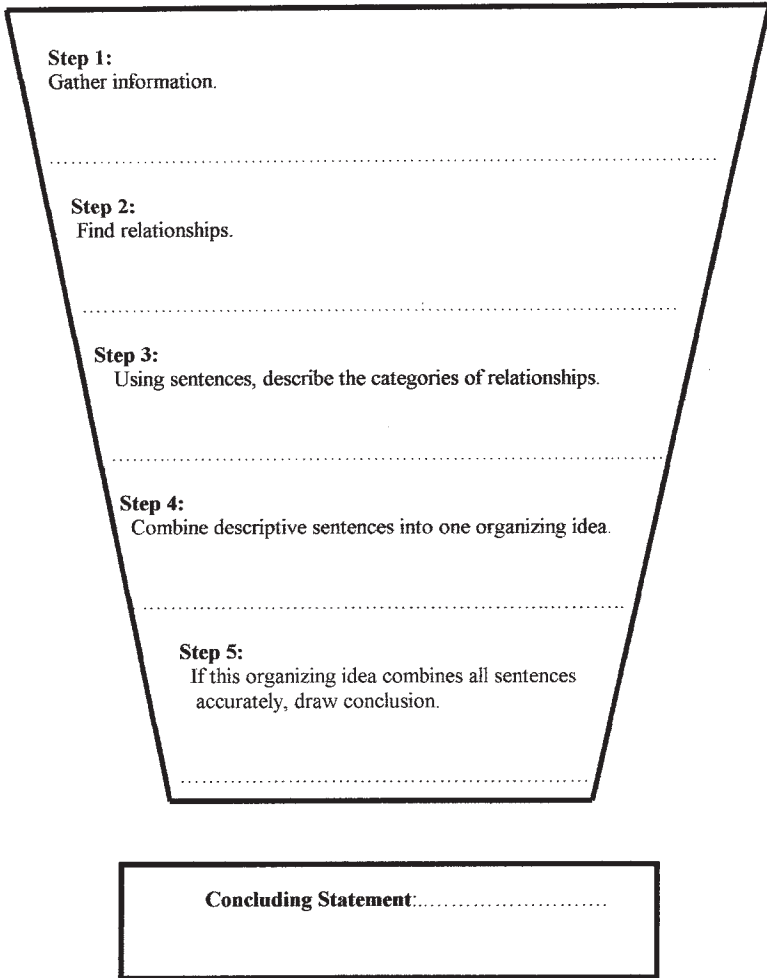 Step 1:
Gather information.
Step 2:
Find relationships.
Step 3:
Using sentences, describe the categories of relationships.
Step 4:
Combine descriptive sentences into one organizing idea.
Step 5:
If this organizing idea combines all sentences
accurately, draw conclusion.
Concluding Statement:..........................